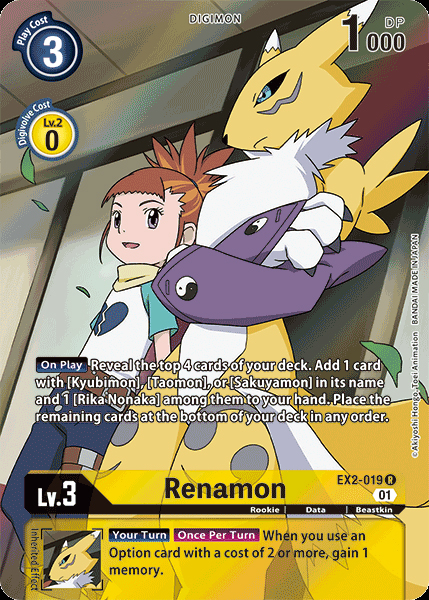 DIGIMON
Play Cost
3
1000
DP
Digivolve Cost
Lv.2
0
On Play Reveal the top 4 cards of your deck. Add 1 card
with [Kyubimon], [Taomon], or [Sakuyamon] in its name
and 1 [Rika Nonaka] among them to your hand. Place the
remaining cards at the bottom of your deck in any order.
©Akiyoshi Hongo, Toei Animation BANDAI MADE IN JAPAN
Lv.3
Renamon
EX2-019 R
01
Rookie Data Beastkin
Inherited Effect
Your Turn Once Per Turn When you use an
Option card with a cost of 2 or more, gain 1
memory.